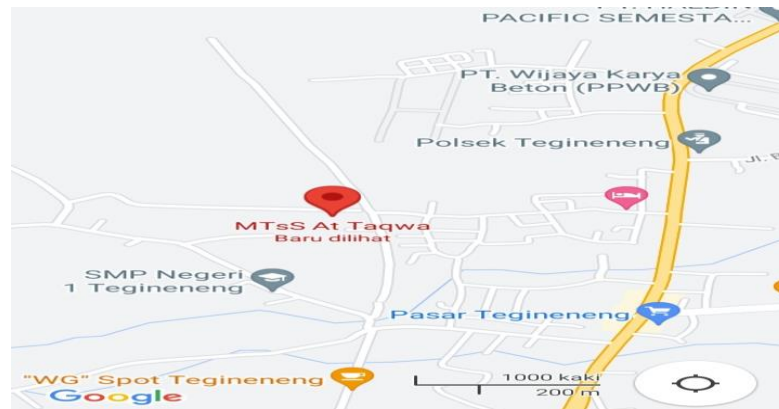 PACIFIC SEMESTA...
PT. Wijaya Karya
Beton (PPWB)
Polsek Tegineneng
MTsS At Taqwa
Baru dilihat
SMP Negeri
1 Tegineneng
Pasar Tegineneng
"WG" Spot Tegineneng
1000 kaki
200 m
Google